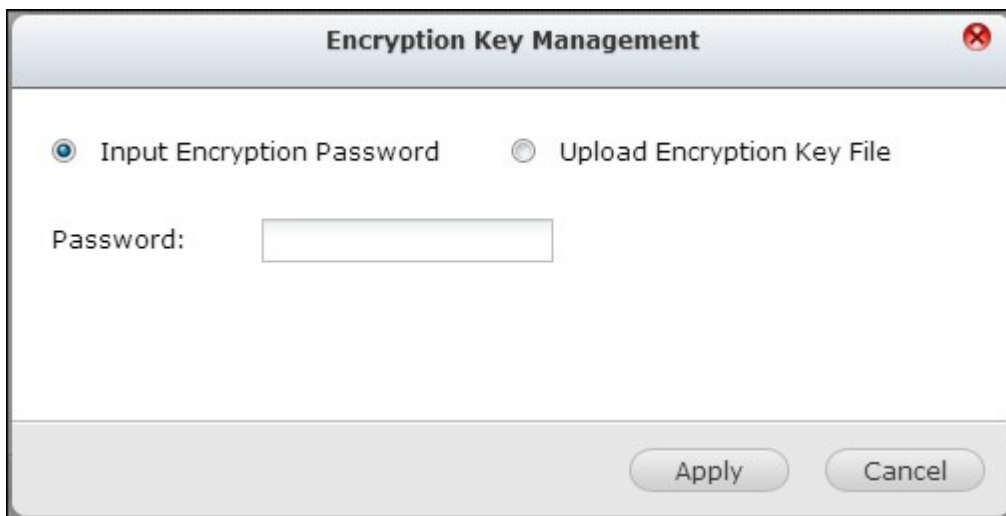 Encryption Key Management
Input Encryption Password Upload Encryption Key File
Password:
Apply Cancel